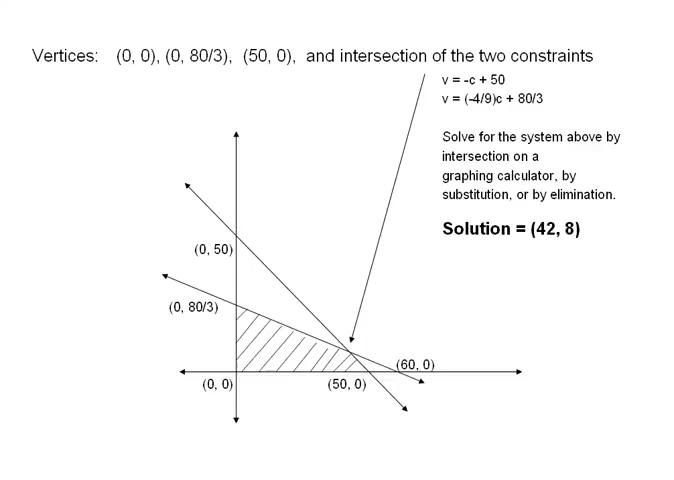 Vertices: (0, 0), (0, 80/3), (50, 0), and intersection of the two constraints
v = -c + 50
v = (-4/9)c + 80/3
Solve for the system above by
intersection on a
graphing calculator, by
substitution, or by elimination.
Solution = (42, 8)
(0, 50)
(0, 80/3)
(60, 0)
(0, 0)
(50, 0)